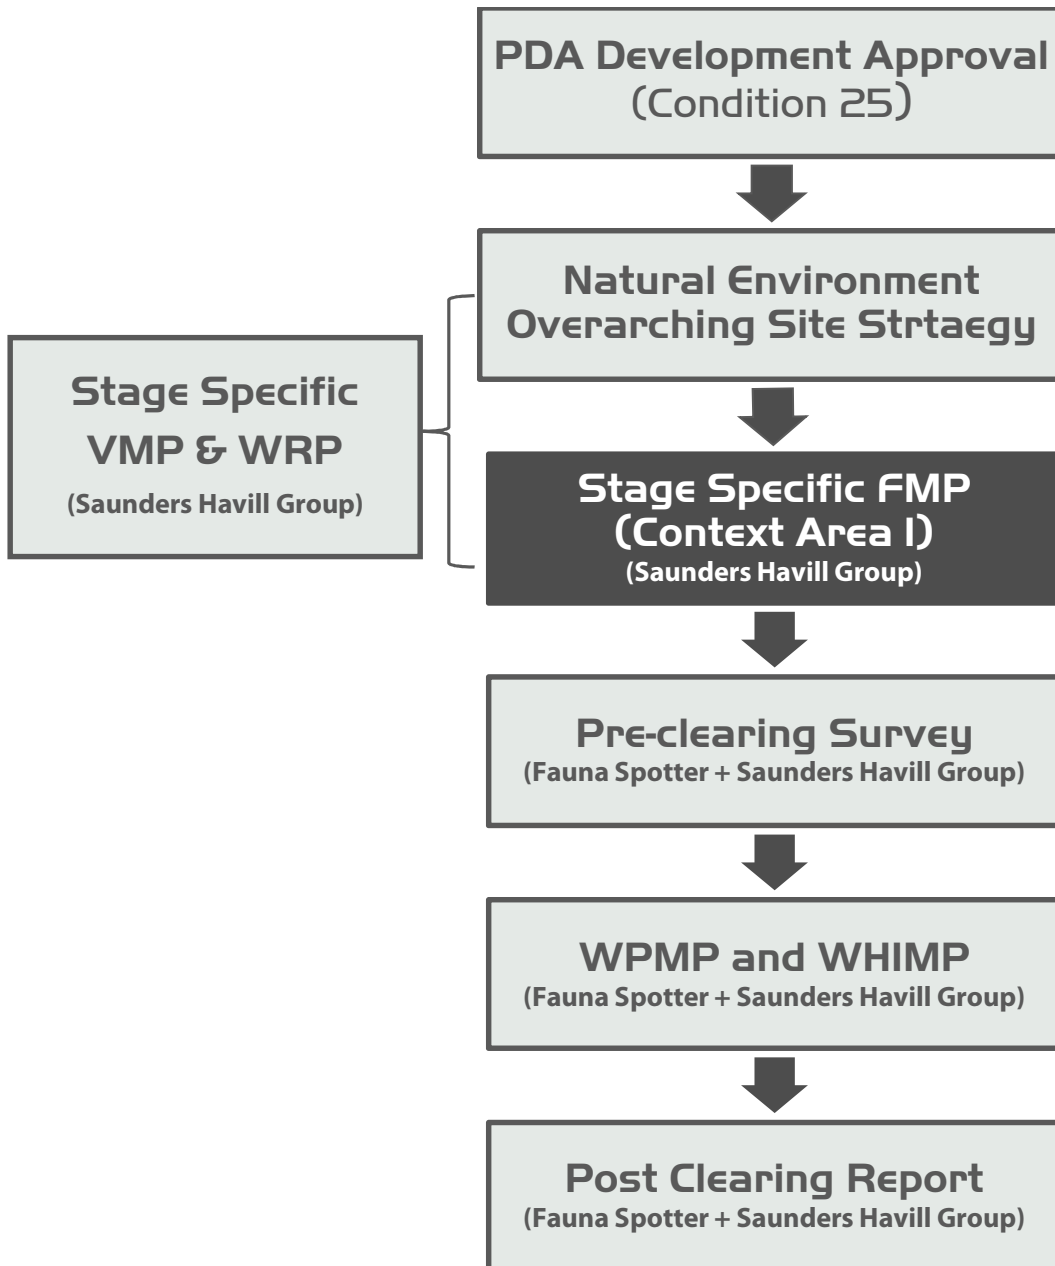 PDA Development Approval
(Condition 25)
Natural Environment
Overarching Site Strtaegy
Stage Specific
VMP & WRP
(Saunders Havill Group)
Stage Specific FMP
(Context Area I)
(Saunders Havill Group)
Pre-clearing Survey
(Fauna Spotter + Saunders Havill Group)
WPMP and WHIMP
(Fauna Spotter + Saunders Havill Group)
Post Clearing Report
(Fauna Spotter + Saunders Havill Group)